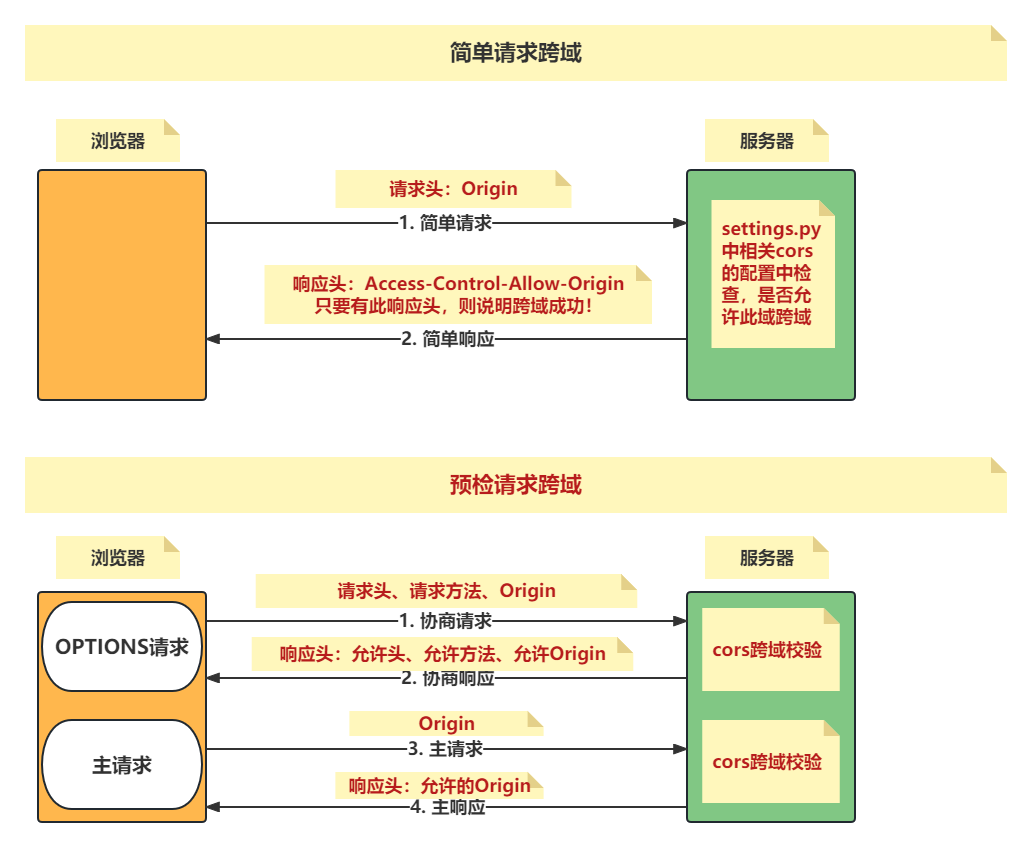 简单请求跨域
浏览器
服务器
请求头：Origin
1. 简单请求
settings.py
中相关cors
的配置中检
查，是否允
许此域跨域
响应头：Access-Control-Allow-Origin
只要有此响应头，则说明跨域成功！
2. 简单响应
预检请求跨域
浏览器
服务器
请求头、请求方法、Origin
1. 协商请求
OPTIONS请求
cors跨域校验
响应头：允许头、允许方法、允许Origin
2. 协商响应
Origin
3. 主请求
主请求
cors跨域校验
响应头：允许的Origin
4. 主响应